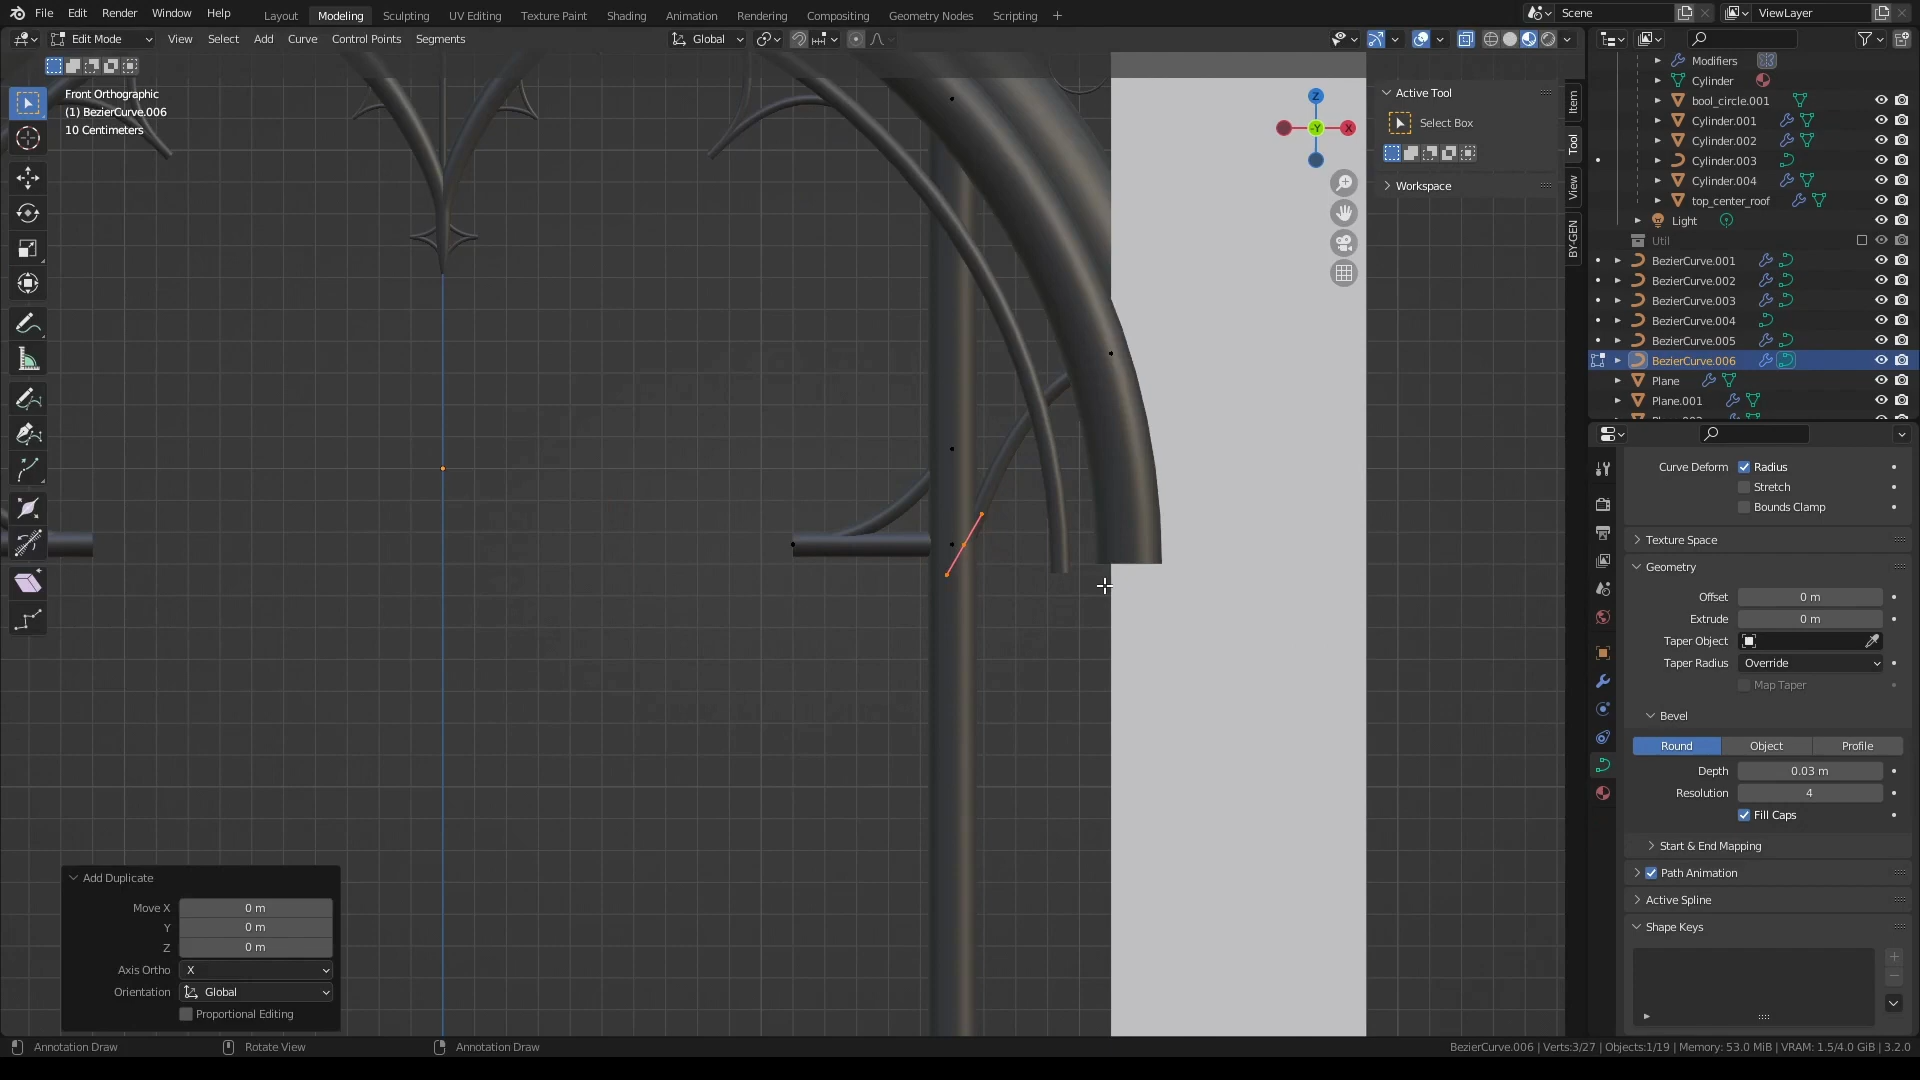 File Edit Render Window Help Layout Modeling Sculpting UV Editing Texture Paint Shading Animation Rendering Compositing Geometry Nodes Scripting + Scene ViewLayer
Edit Mode View Select Add Curve Control Points Segments Global
Front Orthographic
(1) BezierCurve.006
10 Centimeters
Z
Y
X
Item
Tool
View
BY-GEN
Active Tool
Select Box
Workspace
Modifiers
Cylinder
bool_circle.001
Cylinder.001
Cylinder.002
Cylinder.003
Cylinder.004
top_center_roof
Light
Util
BezierCurve.001
BezierCurve.002
BezierCurve.003
BezierCurve.004
BezierCurve.005
BezierCurve.006
Plane
Plane.001
Curve Deform Radius
Stretch
Bounds Clamp
Texture Space
Geometry
Offset 0 m
Extrude 0 m
Taper Object
Taper Radius Override
Map Taper
Bevel
Round Object Profile
Depth 0.03 m
Resolution 4
Fill Caps
Start & End Mapping
Path Animation
Active Spline
Shape Keys
Add Duplicate
Move X 0 m
Y 0 m
Z 0 m
Axis Ortho X
Orientation Global
Proportional Editing
Annotation Draw Rotate View Annotation Draw BezierCurve.006 | Verts:3/27 | Objects:1/19 | Memory: 53.0 MiB | VRAM: 1.5/4.0 GiB | 3.2.0